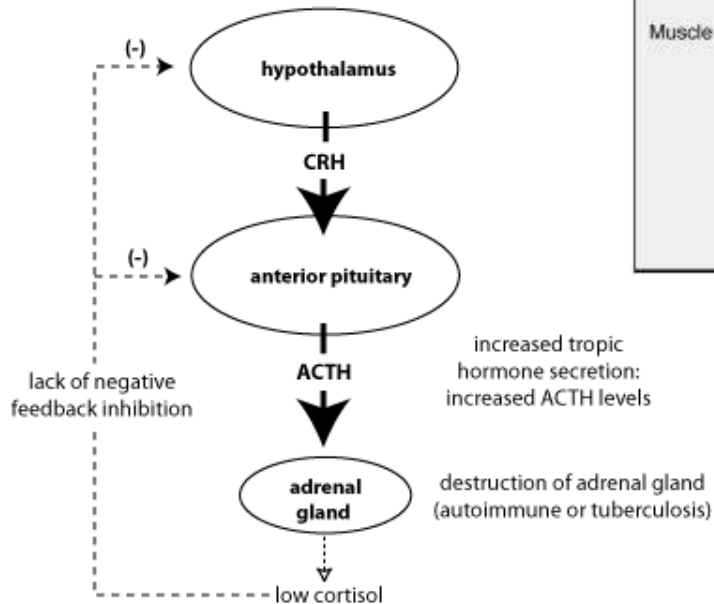 Muscle
(-)
hypothalamus
CRH
(-)
anterior pituitary
lack of negative
feedback inhibition
ACTH
increased tropic
hormone secretion:
increased ACTH levels
adrenal
gland
destruction of adrenal gland
(autoimmune or tuberculosis)
low cortisol